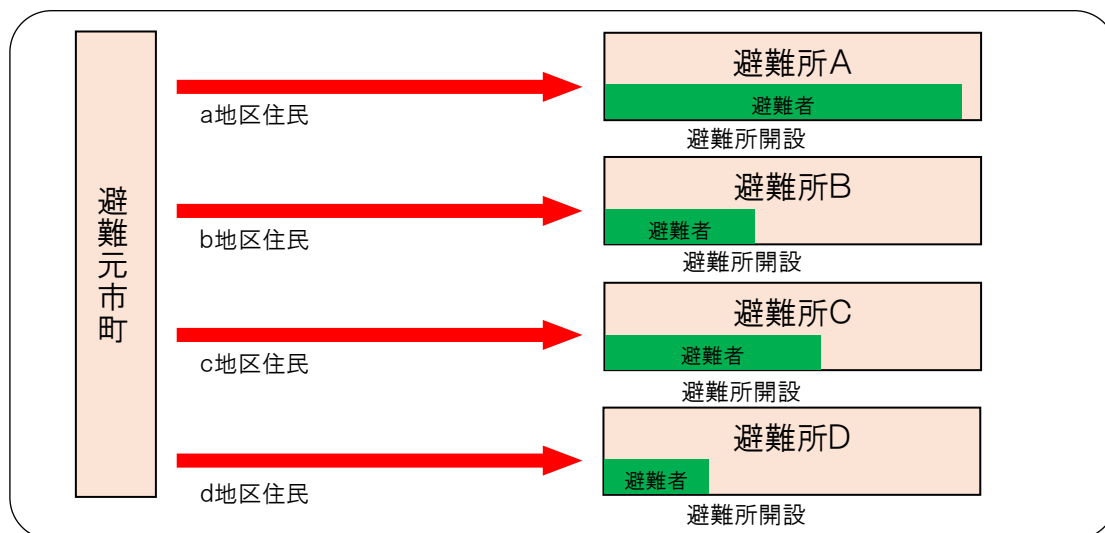 避難元市町
a地区住民
避難所A
避難者
避難所開設
b地区住民
避難所B
避難者
避難所開設
c地区住民
避難所C
避難者
避難所開設
d地区住民
避難所D
避難者
避難所開設